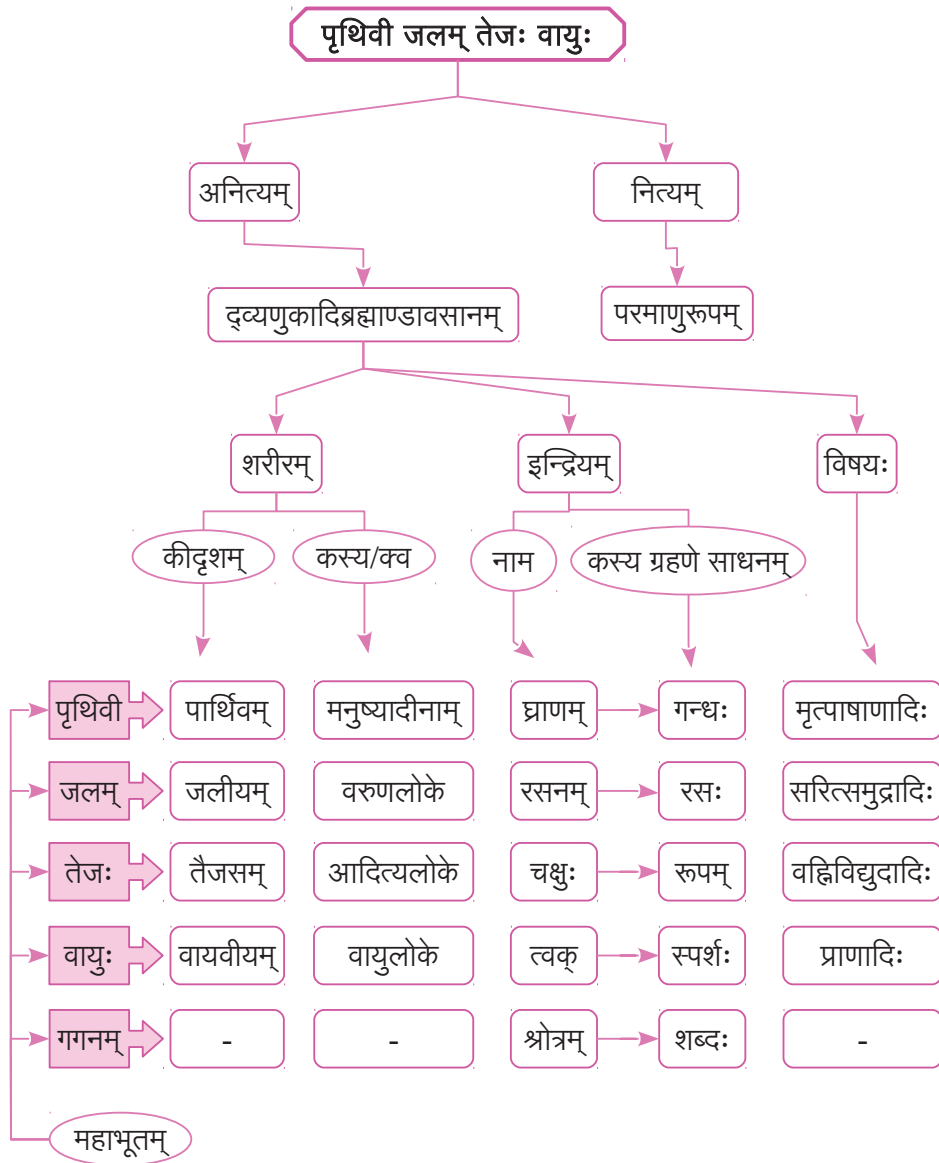 पृथिवी जलम् तेजः वायुः
अनित्यम् नित्यम्
द्व्यणुकादिब्रह्माण्डावसानम् परमाणुरूपम्
शरीरम् इन्द्रियम् विषयः
कीदृशम् कस्य/क्व नाम कस्य ग्रहणे साधनम्
पृथिवी पार्थिवम् मनुष्यादीनाम् घ्राणम् गन्धः मृत्पाषाणादिः
जलम् जलीयम् वरुणलोके रसनम् रसः सरित्समुद्रादिः
तेजः तैजसम् आदित्यलोके चक्षुः रूपम् वह्निविद्युदादिः
वायुः वायवीयम् वायुलोके त्वक् स्पर्शः प्राणादिः
गगनम् - - श्रोत्रम् शब्दः -
महाभूतम्